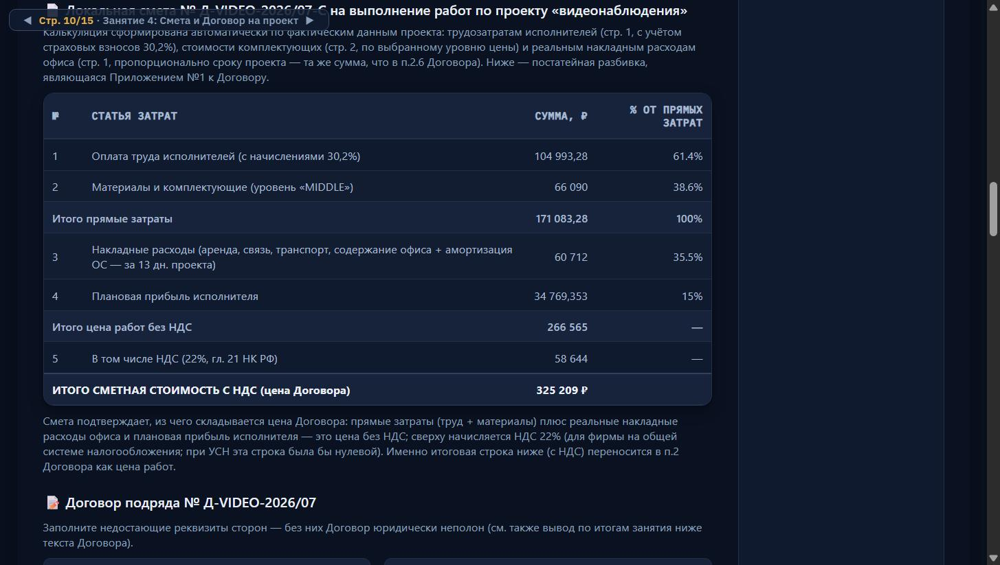 Локальная смета № Д-VIDEO-2026/07-С на выполнение работ по проекту «видеонаблюдения»
◀ Стр. 10/15 · Занятие 4: Смета и Договор на проект ▶
Калькуляция сформирована автоматически по фактическим данным проекта: трудозатратам исполнителей (стр. 1, с учётом
страховых взносов 30,2%), стоимости комплектующих (стр. 2, по выбранному уровню цены) и реальным накладным расходам
офиса (стр. 1, пропорционально сроку проекта — та же сумма, что в п.2.6 Договора). Ниже — постатейная разбивка,
являющаяся Приложением №1 к Договору.
№ СТАТЬЯ ЗАТРАТ СУММА, ₽ % ОТ ПРЯМЫХ ЗАТРАТ
1 Оплата труда исполнителей (с начислениями 30,2%) 104 993,28 61.4%
2 Материалы и комплектующие (уровень «MIDDLE») 66 090 38.6%
Итого прямые затраты 171 083,28 100%
3 Накладные расходы (аренда, связь, транспорт, содержание офиса + амортизация
ОС — за 13 дн. проекта) 60 712 35.5%
4 Плановая прибыль исполнителя 34 769,353 15%
Итого цена работ без НДС 266 565 —
5 В том числе НДС (22%, гл. 21 НК РФ) 58 644 —
ИТОГО СМЕТНАЯ СТОИМОСТЬ С НДС (цена Договора) 325 209 ₽
Смета подтверждает, из чего складывается цена Договора: прямые затраты (труд + материалы) плюс реальные накладные
расходы офиса и плановая прибыль исполнителя — это цена без НДС; сверху начисляется НДС 22% (для фирмы на общей
системе налогообложения; при УСН эта строка была бы нулевой). Именно итоговая строка ниже (с НДС) переносится в п.2
Договора как цена работ.
Договор подряда № Д-VIDEO-2026/07
Заполните недостающие реквизиты сторон — без них Договор юридически неполон (см. также вывод по итогам занятия ниже
текста Договора).